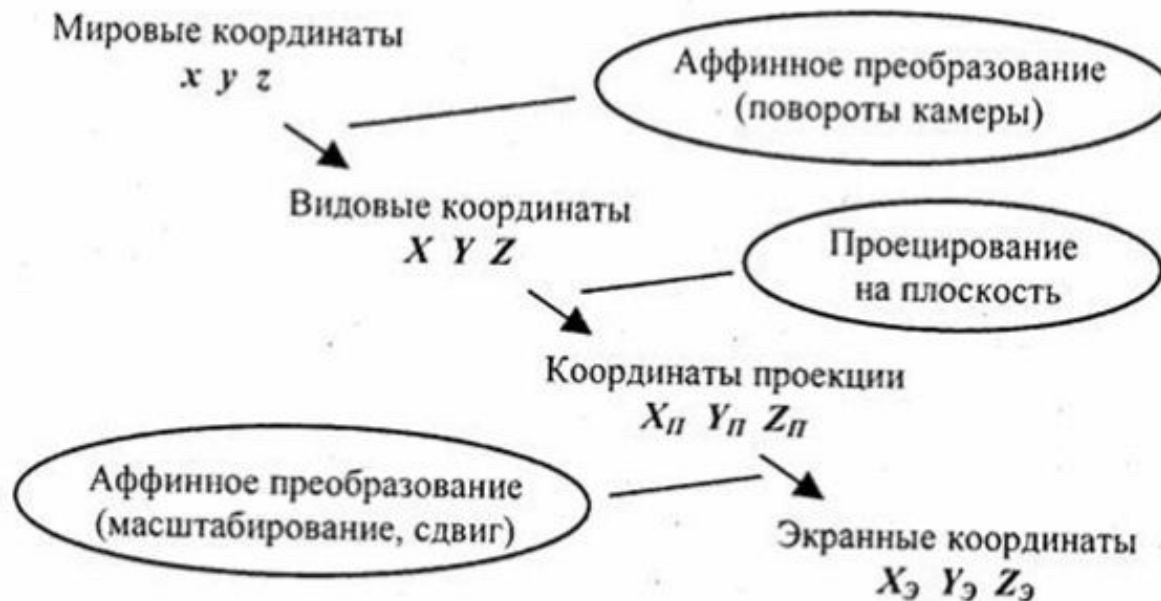 Мировые координаты
x y z
Аффинное преобразование
(повороты камеры)
Видовые координаты
X Y Z
Проецирование
на плоскость
Координаты проекции
XП YП ZП
Аффинное преобразование
(масштабирование, сдвиг)
Экранные координаты
XЭ YЭ ZЭ